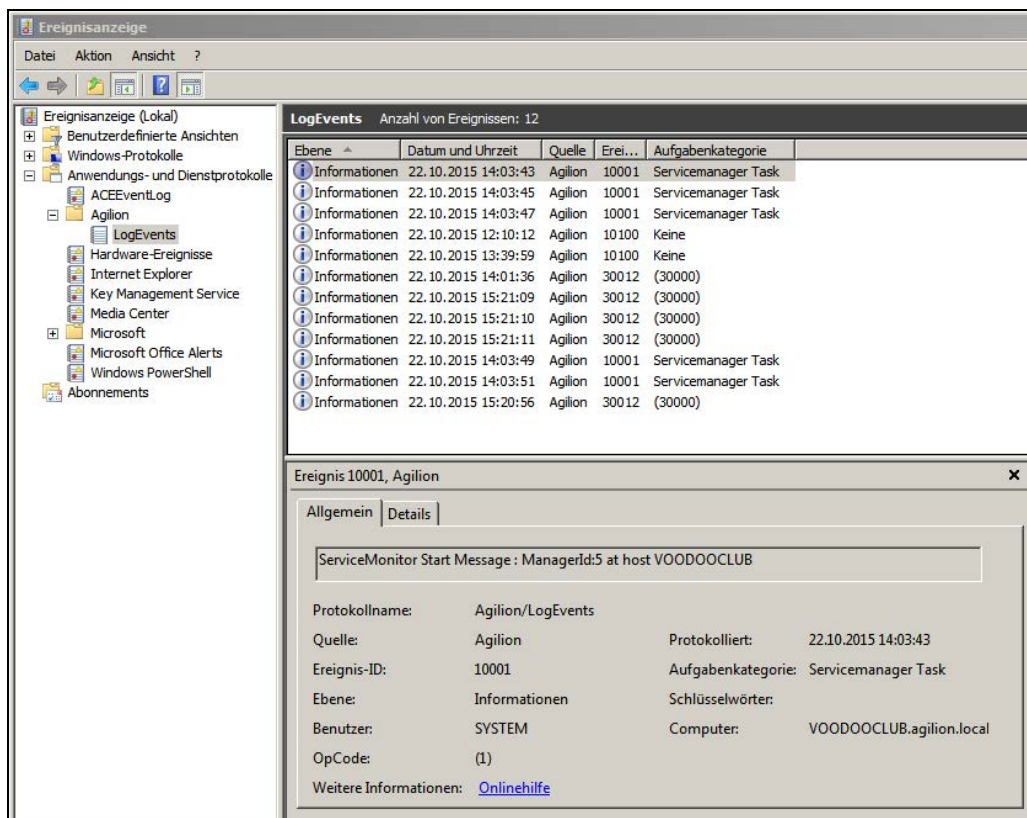 Ereignisanzeige
Datei Aktion Ansicht ?
Ereignisanzeige (Lokal)
Benutzerdefinierte Ansichten
Windows-Protokolle
Anwendungs- und Dienstprotokolle
ACEEventLog
Agilion
LogEvents
Hardware-Ereignisse
Internet Explorer
Key Management Service
Media Center
Microsoft
Microsoft Office Alerts
Windows PowerShell
Abonnements
LogEvents Anzahl von Ereignissen: 12
Ebene Datum und Uhrzeit Quelle Erei... Aufgabenkategorie
Informationen 22.10.2015 14:03:43 Agilion 10001 Servicemanager Task
Informationen 22.10.2015 14:03:45 Agilion 10001 Servicemanager Task
Informationen 22.10.2015 14:03:47 Agilion 10001 Servicemanager Task
Informationen 22.10.2015 12:10:12 Agilion 10100 Keine
Informationen 22.10.2015 13:39:59 Agilion 10100 Keine
Informationen 22.10.2015 14:01:36 Agilion 30012 (30000)
Informationen 22.10.2015 15:21:09 Agilion 30012 (30000)
Informationen 22.10.2015 15:21:10 Agilion 30012 (30000)
Informationen 22.10.2015 15:21:11 Agilion 30012 (30000)
Informationen 22.10.2015 14:03:49 Agilion 10001 Servicemanager Task
Informationen 22.10.2015 14:03:51 Agilion 10001 Servicemanager Task
Informationen 22.10.2015 15:20:56 Agilion 30012 (30000)
Ereignis 10001, Agilion
Allgemein Details
ServiceMonitor Start Message : ManagerId:5 at host VOODOOCLUB
Protokollname: Agilion/LogEvents
Quelle: Agilion Protokolliert: 22.10.2015 14:03:43
Ereignis-ID: 10001 Aufgabenkategorie: Servicemanager Task
Ebene: Informationen Schlüsselwörter:
Benutzer: SYSTEM Computer: VOODOOCLUB.agilion.local
OpCode: (1)
Weitere Informationen: Onlinehilfe